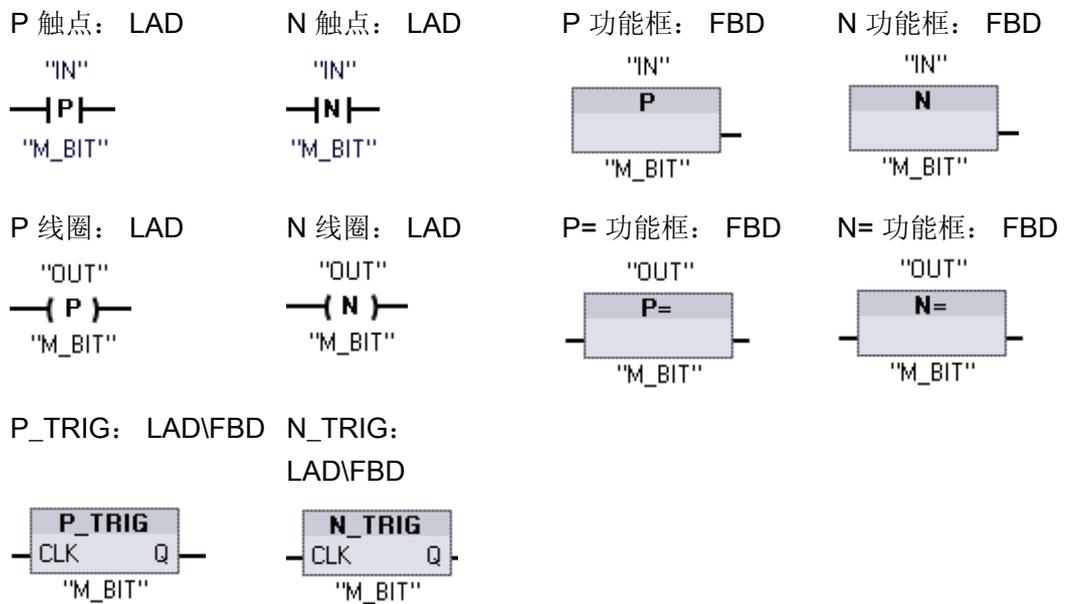 P 触点： LAD N 触点： LAD P 功能框： FBD N 功能框： FBD
"IN" "IN" "IN" "IN"
P N P N
"M_BIT" "M_BIT" "M_BIT" "M_BIT"
P 线圈： LAD N 线圈： LAD P= 功能框： FBD N= 功能框： FBD
"OUT" "OUT" "OUT" "OUT"
( P ) ( N ) P= N=
"M_BIT" "M_BIT" "M_BIT" "M_BIT"
P_TRIG： LAD\FBD N_TRIG：
LAD\FBD
P_TRIG N_TRIG
CLK Q CLK Q
"M_BIT" "M_BIT"